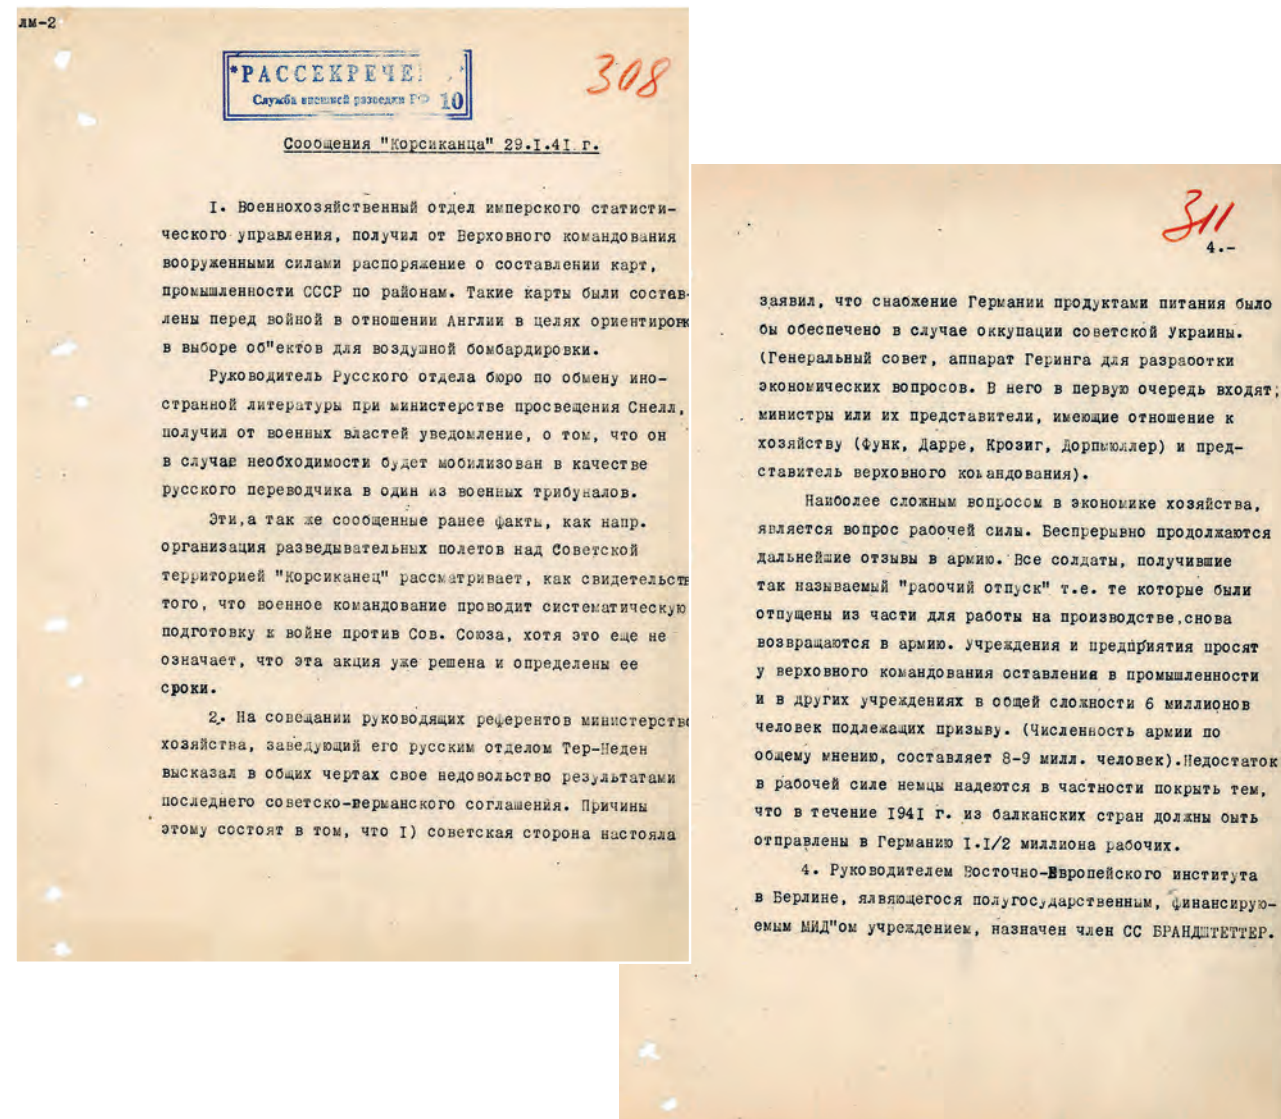 лм-2
*РАССЕКРЕЧЕ
Служба внешней разведки РФ 10
308
Сообщения "Корсиканца" 29.I.41 г.
I. Военнохозяйственный отдел имперского статисти-
ческого управления, получил от Верховного командования
вооруженными силами распоряжение о составлении карт,
промышленности СССР по районам. Такие карты были состав-
лены перед войной в отношении Англии в целях ориентировк
в выборе об"ектов для воздушной бомбардировки.
Руководитель Русского отдела бюро по обмену ино-
странной литературы при министерстве просвещения Снелл,
получил от военных властей уведомление, о том, что он
в случае необходимости будет мобилизован в качестве
русского переводчика в один из военных трибуналов.
Эти,а так же сообщенные ранее факты, как напр.
организация разведывательных полетов над Советской
территорией "Корсиканец" рассматривает, как свидетельств
того, что военное командование проводит систематическую
подготовку к войне против Сов. Союза, хотя это еще не
означает, что эта акция уже решена и определены ее
сроки.
2. На совещании руководящих референтов министерство
хозяйства, заведующий его русским отделом Тер-Неден
высказал в общих чертах свое недовольство результатами
последнего советско-германского соглашения. Причины
этому состоят в том, что I) советская сторона настояла
311
4.-
заявил, что снабжение Германии продуктами питания было
бы обеспечено в случае оккупации советской Украины.
(Генеральный совет, аппарат Геринга для разработки
экономических вопросов. В него в первую очередь входят;
министры или их представители, имеющие отношение к
хозяйству (Функ, Дарре, Крозиг, Дорпмюллер) и пред-
ставитель верховного командования).
Наиболее сложным вопросом в экономике хозяйства,
является вопрос рабочей силы. Беспрерывно продолжаются
дальнейшие отзывы в армию. Все солдаты, получившие
так называемый "рабочий отпуск" т.е. те которые были
отпущены из части для работы на производстве,снова
возвращаются в армию. Учреждения и предприятия просят
у верховного командования оставления в промышленности
и в других учреждениях в общей сложности 6 миллионов
человек подлежащих призыву. (Численность армии по
общему мнению, составляет 8-9 милл. человек).Недостаток
в рабочей силе немцы надеются в частности покрыть тем,
что в течение 1941 г. из балканских стран должны быть
отправлены в Германию I.I/2 миллиона рабочих.
4. Руководителем Восточно-Европейского института
в Берлине, ялвяющегося полугосударственным, финансируе-
емым МИД"ом учреждением, назначен член СС БРАНДШТЕТТЕР.